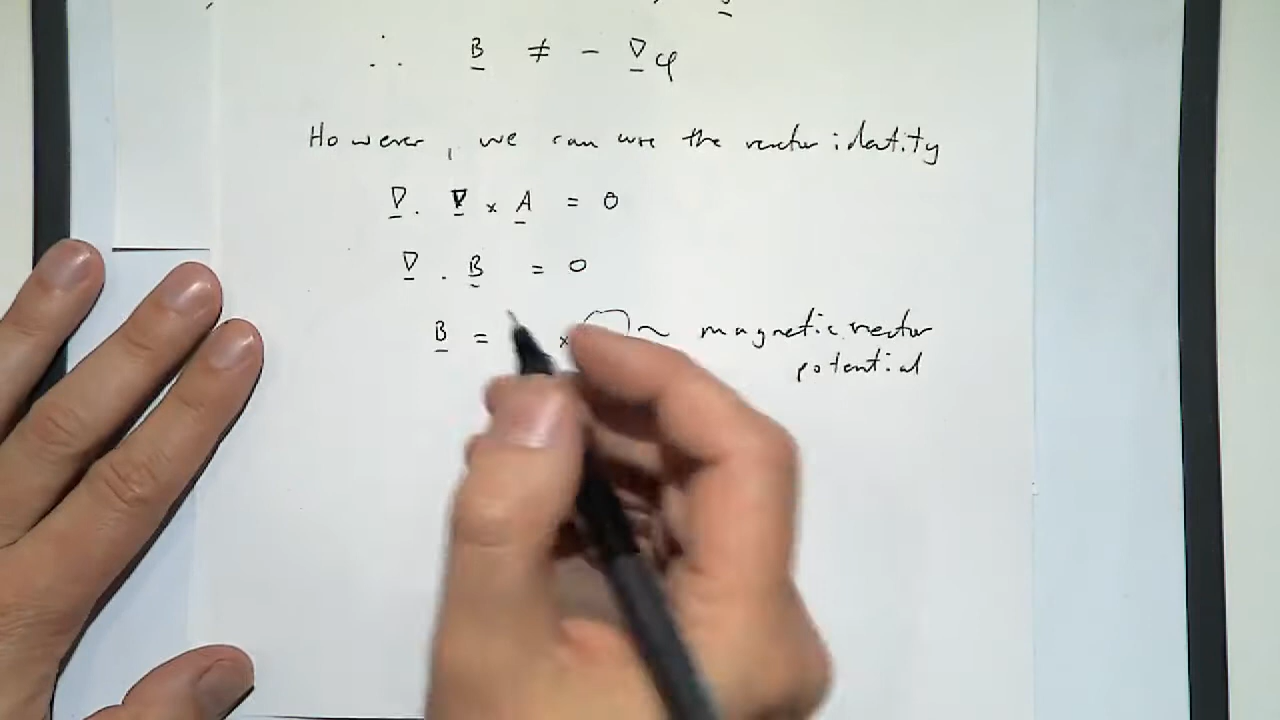 ∴ B ≠ - ∇φ
However, we can use the vector identity
∇ . ∇ × A = 0
∇ . B = 0
B = × ~ magnetic vector
potential